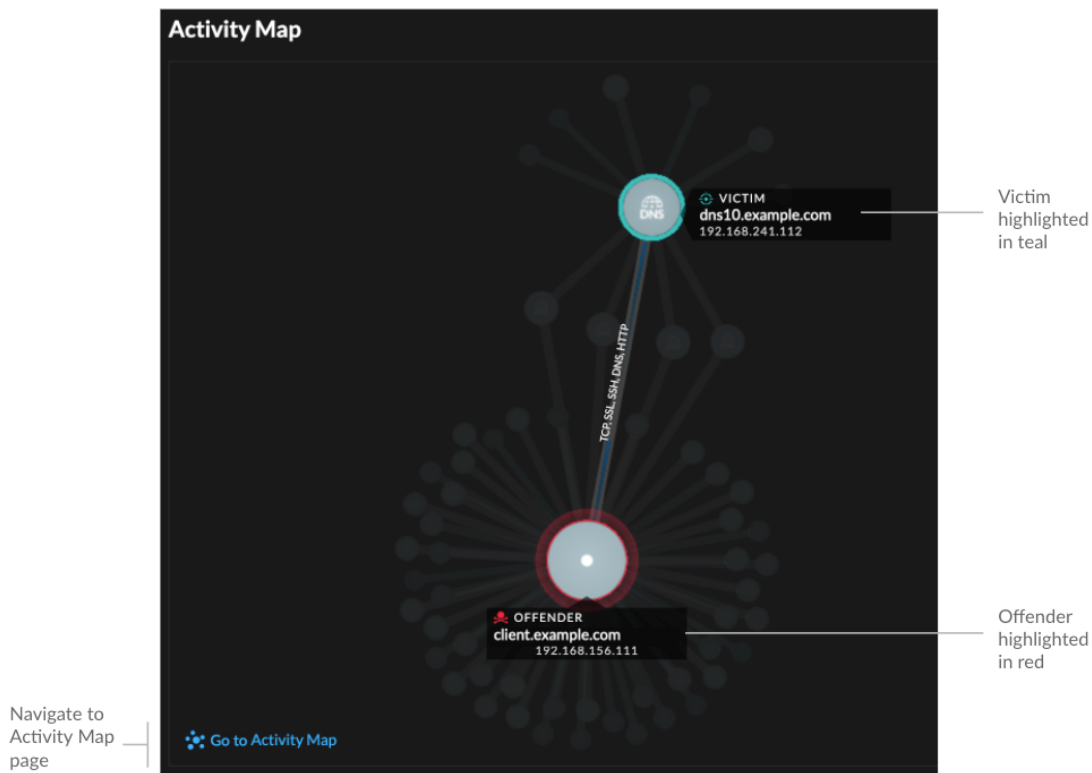 Activity Map
DNS
VICTIM
dns10.example.com
192.168.241.112
Victim
highlighted
in teal
TCP, SSL, SSH, DNS, HTTP
OFFENDER
client.example.com
192.168.156.111
Offender
highlighted
in red
Navigate to
Activity Map
page
Go to Activity Map